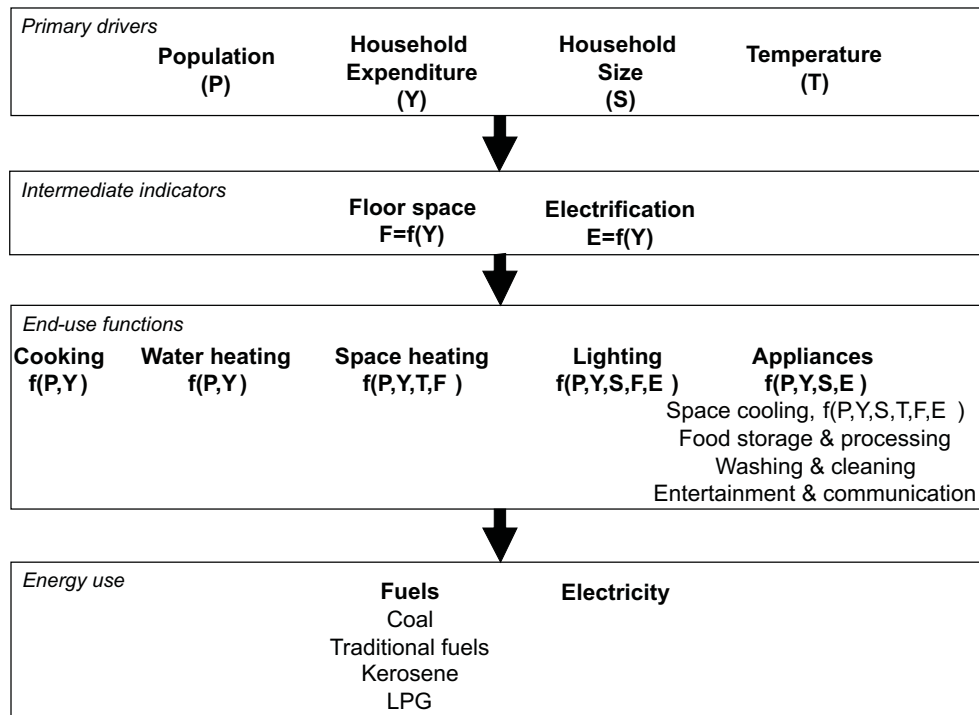 Primary drivers
Population
(P)
Household
Expenditure
(Y)
Household
Size
(S)
Temperature
(T)
Intermediate indicators
Floor space
F=f(Y)
Electrification
E=f(Y)
End-use functions
Cooking
f(P,Y)
Water heating
f(P,Y)
Space heating
f(P,Y,T,F )
Lighting
f(P,Y,S,F,E )
Appliances
f(P,Y,S,E )
Space cooling, f(P,Y,S,T,F,E )
Food storage & processing
Washing & cleaning
Entertainment & communication
Energy use
Fuels
Coal
Traditional fuels
Kerosene
LPG
Electricity